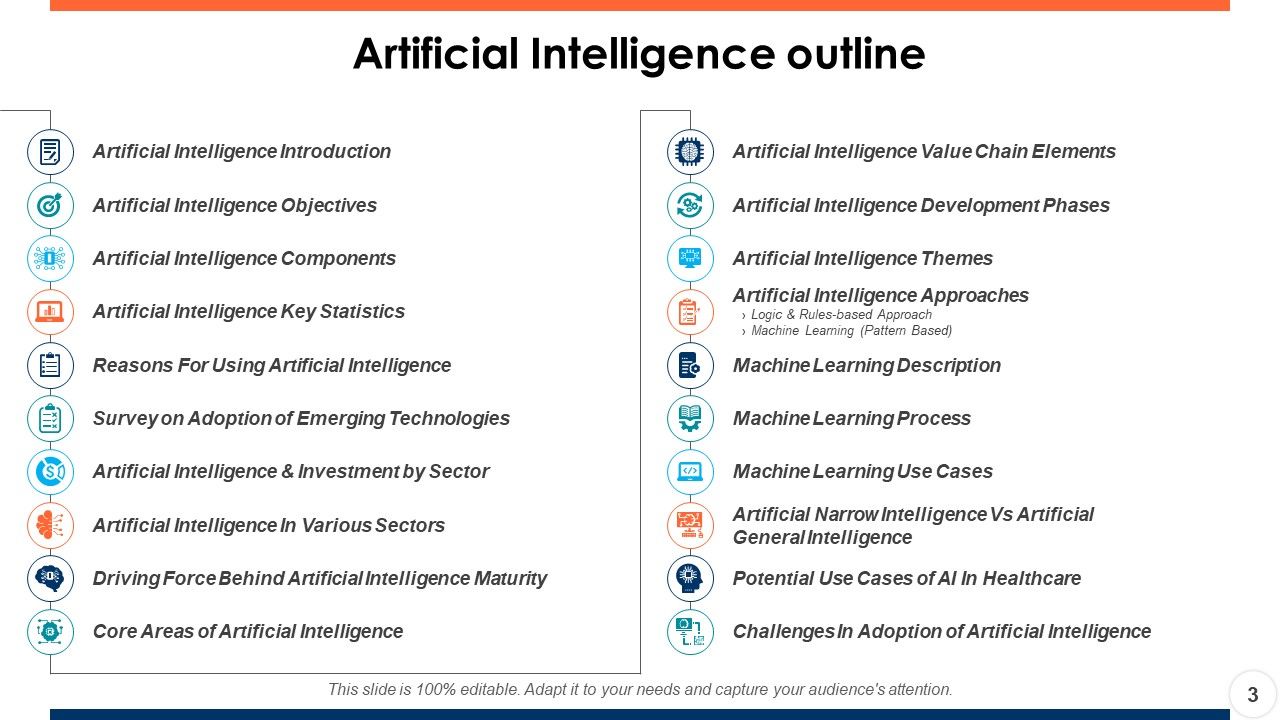 Artificial Intelligence outline
Artificial Intelligence Introduction
Artificial Intelligence Objectives
Artificial Intelligence Components
Artificial Intelligence Key Statistics
Reasons For Using Artificial Intelligence
Survey on Adoption of Emerging Technologies
Artificial Intelligence & Investment by Sector
Artificial Intelligence In Various Sectors
Driving Force Behind Artificial Intelligence Maturity
Core Areas of Artificial Intelligence
Artificial Intelligence Value Chain Elements
Artificial Intelligence Development Phases
Artificial Intelligence Themes
Artificial Intelligence Approaches
› Logic & Rules-based Approach
› Machine Learning (Pattern Based)
Machine Learning Description
Machine Learning Process
Machine Learning Use Cases
Artificial Narrow Intelligence Vs Artificial
General Intelligence
Potential Use Cases of AI In Healthcare
Challenges In Adoption of Artificial Intelligence
This slide is 100% editable. Adapt it to your needs and capture your audience's attention.
3